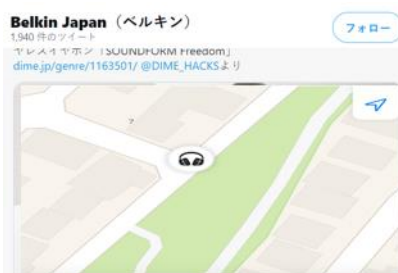 Belkin Japan（ベルキン）
1,940 件のツイート
フォロー
ヤレスイヤホン「SOUNDFORM Freedom」
dime.jp/genre/1163501/ @DIME_HACKSより